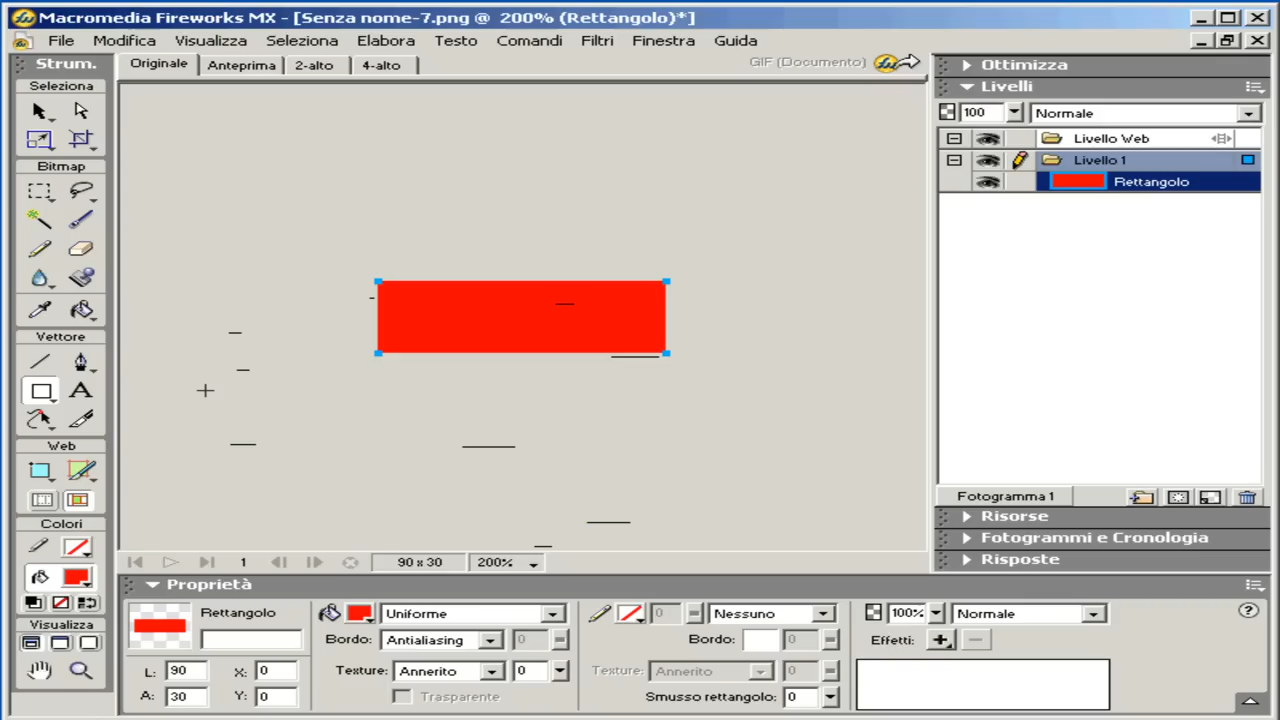 Macromedia Fireworks MX - [Senza nome-7.png @ 200% (Rettangolo)*]
File Modifica Visualizza Seleziona Elabora Testo Comandi Filtri Finestra Guida
Strum.
Originale Anteprima 2-alto 4-alto GIF (Documento)
Seleziona
Bitmap
Vettore
Web
Colori
Visualizza
1 90 x 30 200%
Ottimizza
Livelli
100 Normale
Livello Web
Livello 1
Rettangolo
Fotogramma 1
Risorse
Fotogrammi e Cronologia
Risposte
Proprietà
Rettangolo Uniforme 0 Nessuno 100% Normale
Bordo: Antialiasing 0 Bordo: 0 Effetti:
L: 90 X: 0 Texture: Annerito 0 Texture: Annerito 0
A: 30 Y: 0 Trasparente Smusso rettangolo: 0